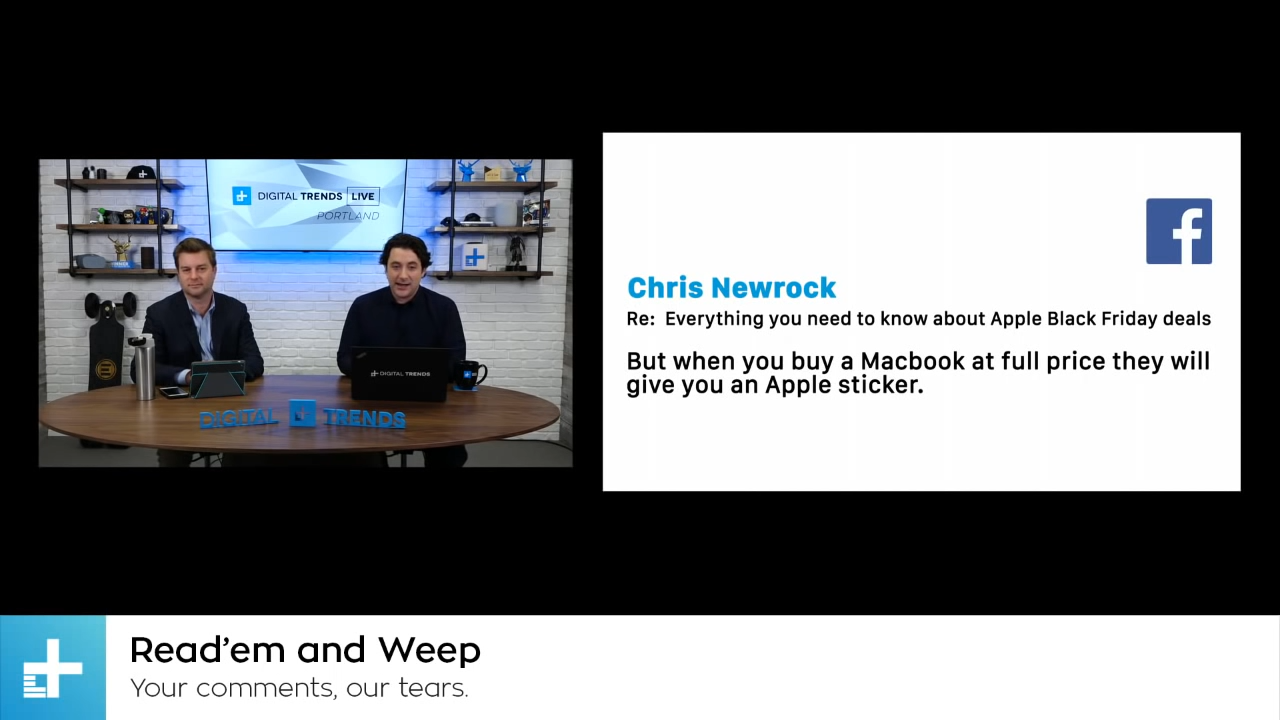 DIGITAL TRENDS LIVE
PORTLAND
DIGITAL TRENDS
DIGITAL TRENDS
Chris Newrock
Re: Everything you need to know about Apple Black Friday deals
But when you buy a Macbook at full price they will
give you an Apple sticker.
Read’em and Weep
Your comments, our tears.